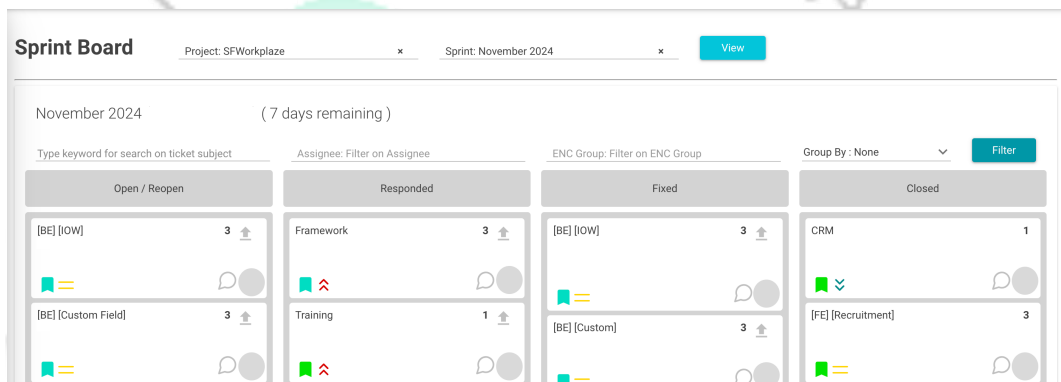 Sprint Board
Project: SFWorkplaze ×
Sprint: November 2024 ×
View
November 2024 ( 7 days remaining )
Type keyword for search on ticket subject
Assignee: Filter on Assignee
ENC Group: Filter on ENC Group
Group By : None
Filter
Open / Reopen
Responded
Fixed
Closed
[BE] [IOW] 3
Framework 3
[BE] [IOW] 3
CRM 1
[BE] [Custom Field] 3
Training 1
[BE] [Custom] 3
[FE] [Recruitment] 3